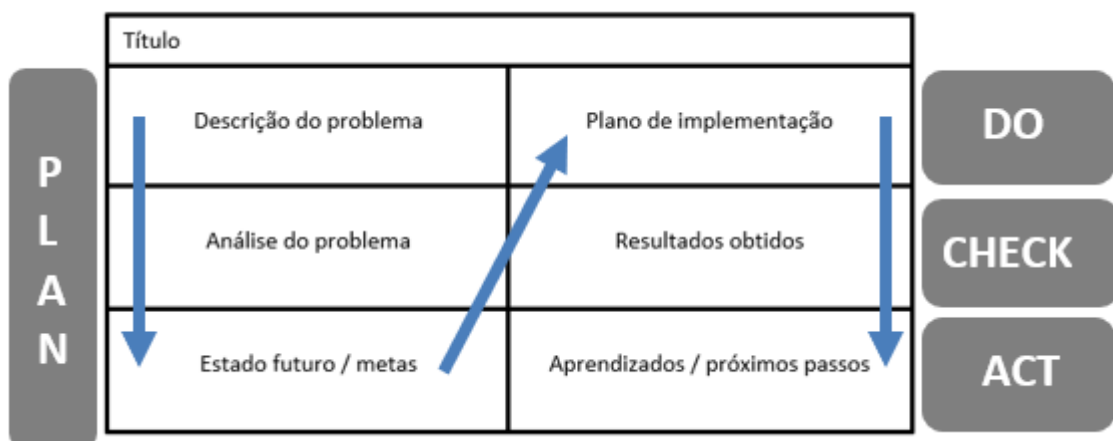 Título
PLAN
Descrição do problema
Análise do problema
Estado futuro / metas
Plano de implementação
Resultados obtidos
Aprendizados / próximos passos
DO
CHECK
ACT